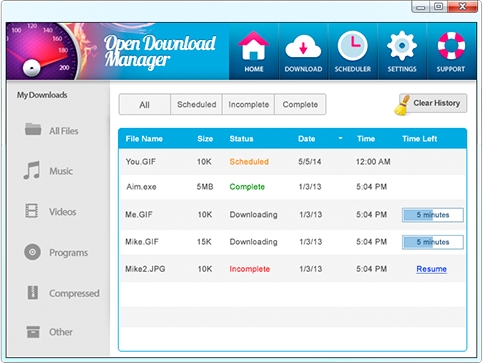 160
180
200
Open Download
Manager
HOME
DOWNLOAD
SCHEDULER
SETTINGS
SUPPORT
My Downloads
All Files
Music
Videos
Programs
Compressed
Other
All Scheduled Incomplete Complete
Clear History
File Name Size Status Date Time Time Left
You.GIF 10K Scheduled 5/5/14 12:00 AM
Aim.exe 5MB Complete 1/3/13 5:04 PM
Me.GIF 10K Downloading 1/3/13 5:04 PM 5 minutes
Mike.GIF 15K Downloading 1/3/13 5:04 PM 5 minutes
Mike2.JPG 10K Incomplete 1/3/13 5:04 PM Resume